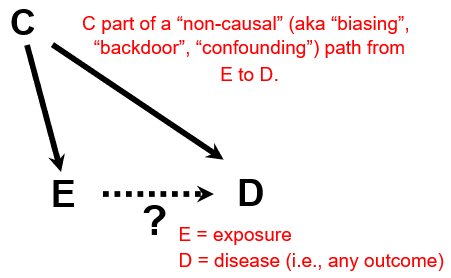 C
C part of a “non-causal” (aka “biasing”,
“backdoor”, “confounding”) path from
E to D.
E
D
?
E = exposure
D = disease (i.e., any outcome)